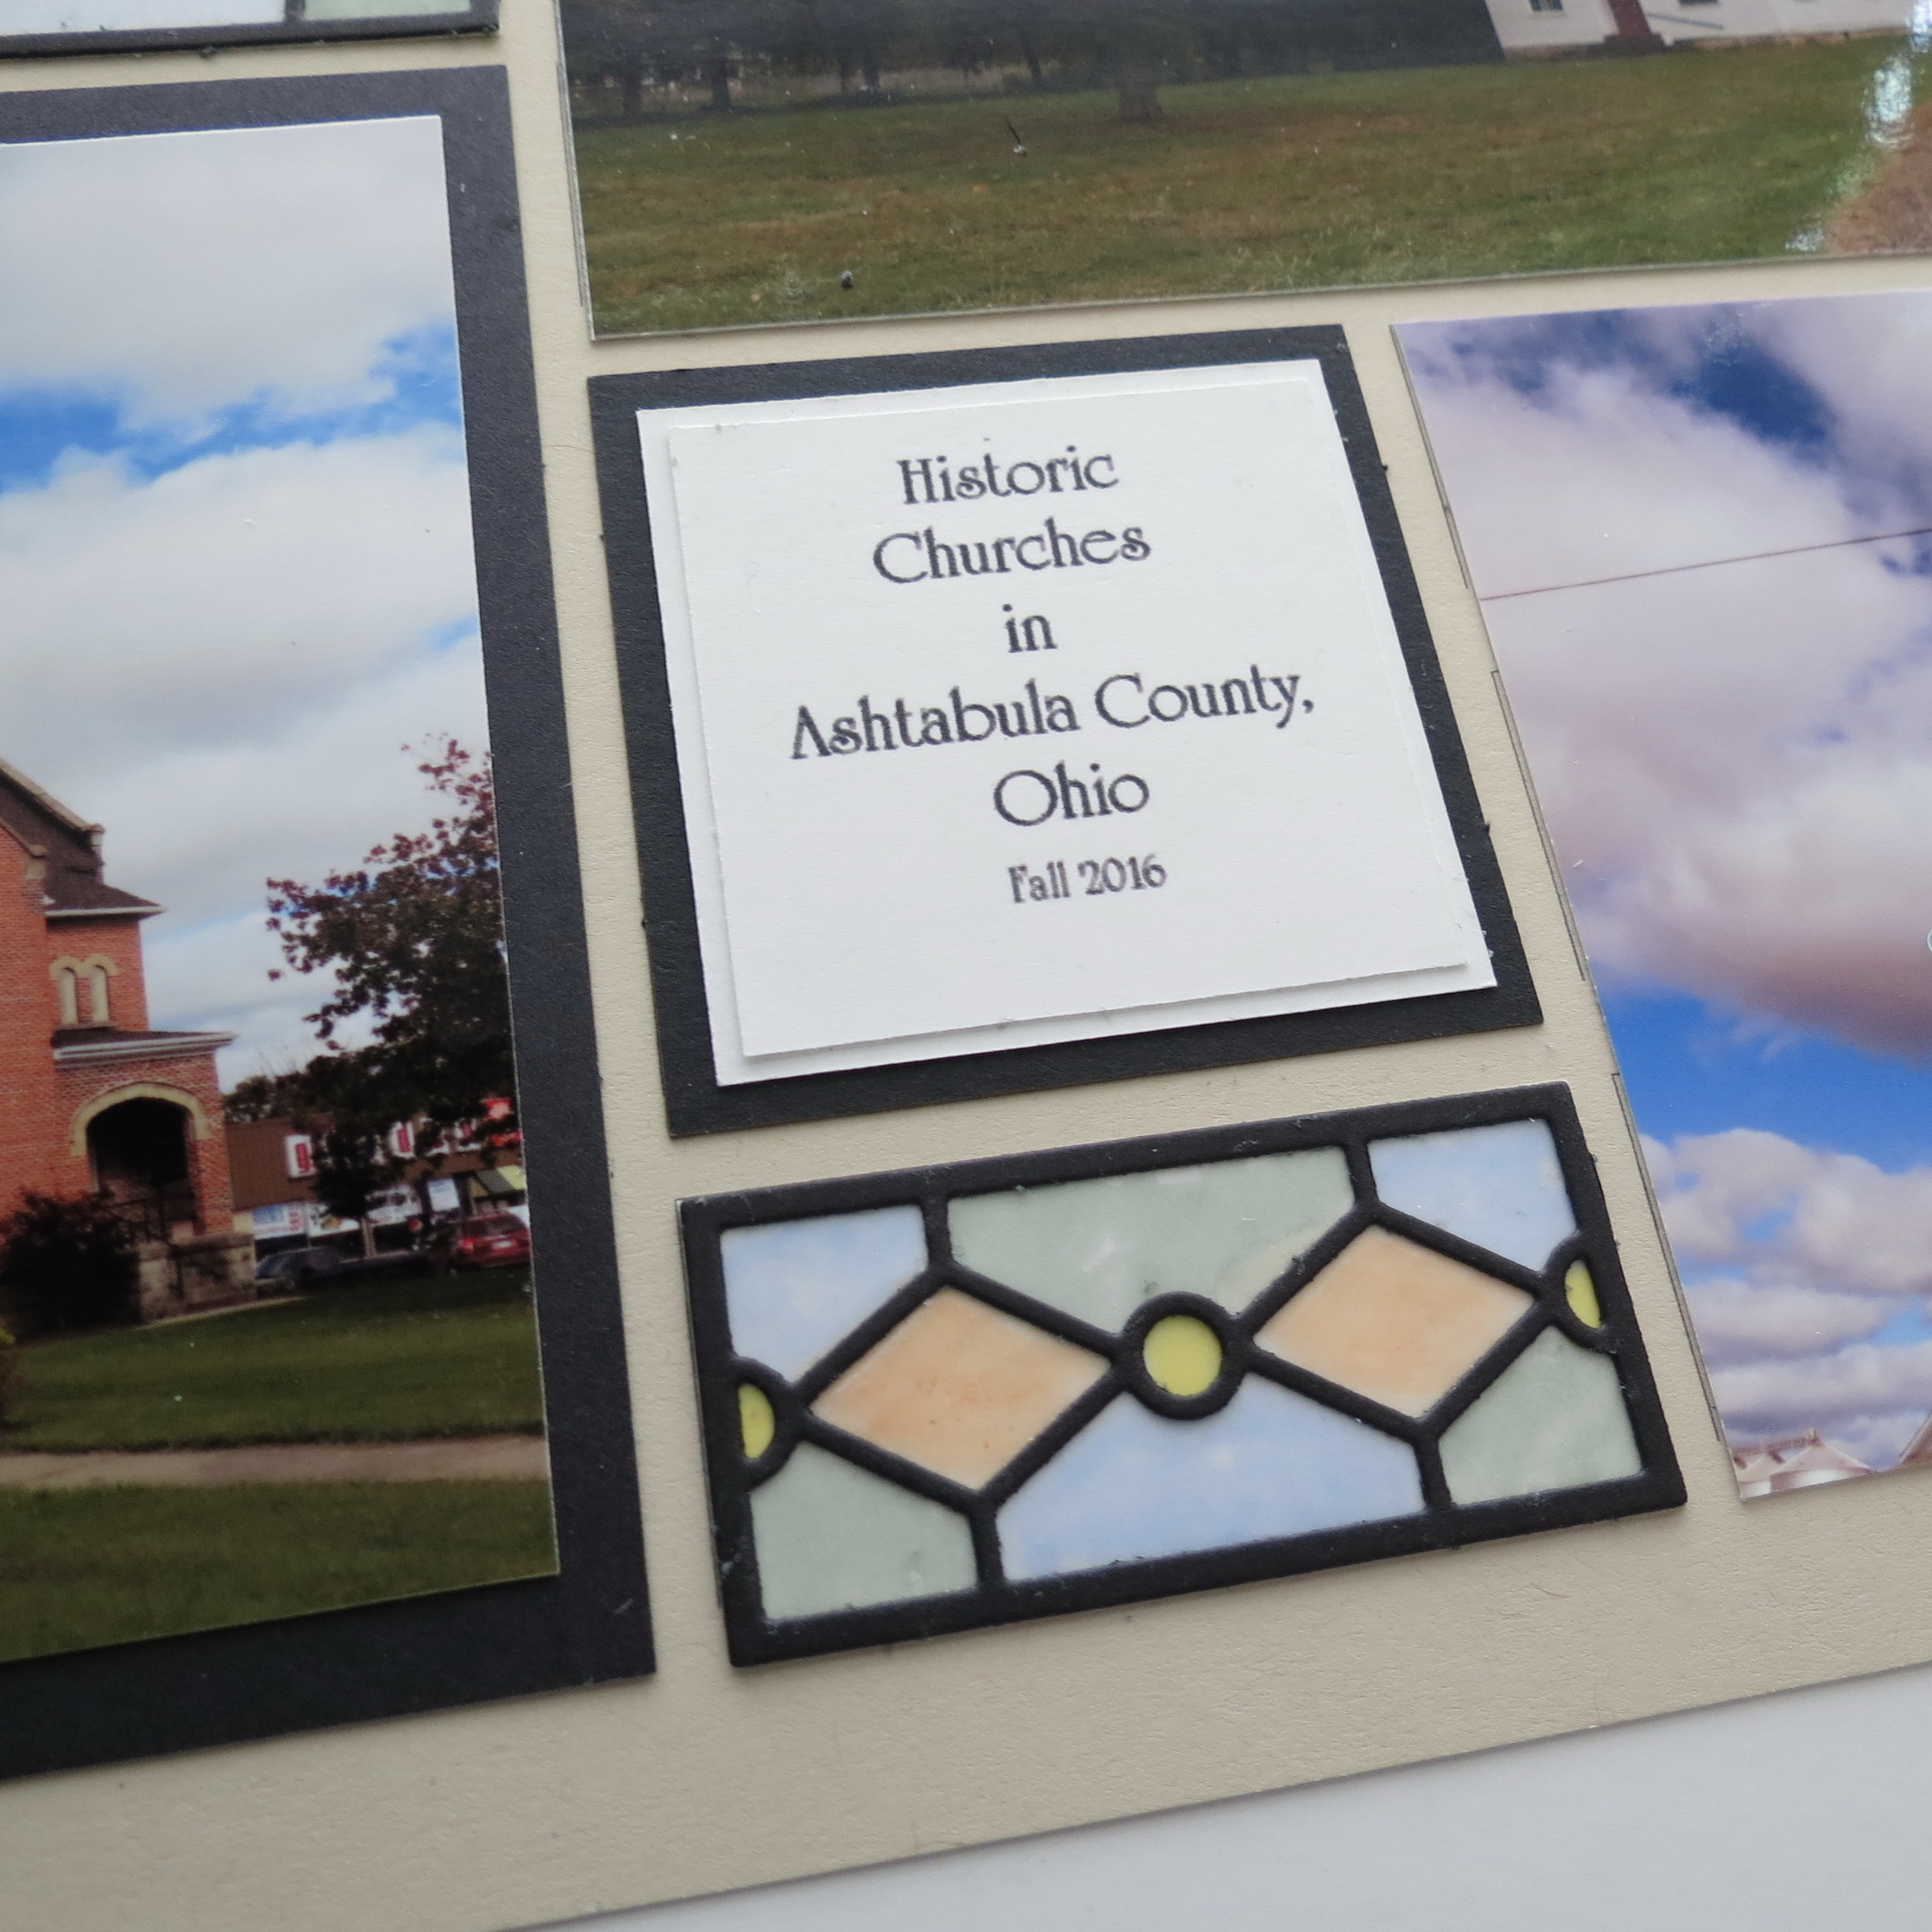 Historic
Churches
in
Ashtabula County,
Ohio
Fall 2016